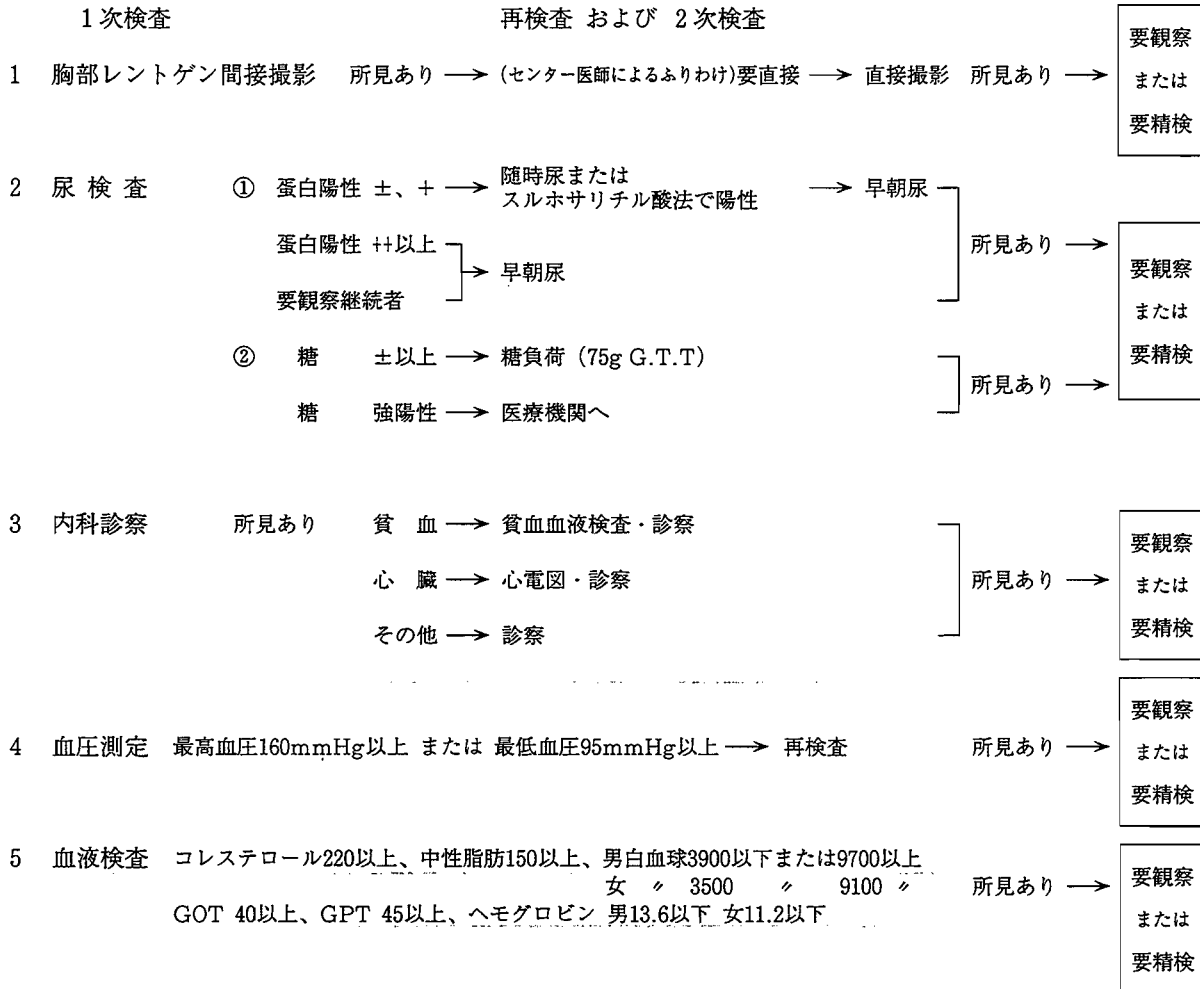 1次検査 再検査 および 2次検査
1 胸部レントゲン間接撮影 所見あり → (センター医師によるふりわけ)要直接 → 直接撮影 所見あり →
要観察
または
要精検
2 尿検査 ① 蛋白陽性 ±、+ → 随時尿または
スルホサリチル酸法で陽性 → 早朝尿
蛋白陽性 ++以上
→ 早朝尿
要観察継続者
所見あり →
② 糖 ±以上 → 糖負荷 (75g G.T.T)
糖 強陽性 → 医療機関へ
所見あり →
要観察
または
要精検
3 内科診察 所見あり 貧血 → 貧血血液検査・診察
心臓 → 心電図・診察
その他 → 診察
所見あり →
要観察
または
要精検
4 血圧測定 最高血圧160mmHg以上 または 最低血圧95mmHg以上 → 再検査 所見あり →
要観察
または
要精検
5 血液検査 コレステロール220以上、中性脂肪150以上、男白血球3900以下または9700以上
女 〃 3500 〃 9100 〃
GOT 40以上、GPT 45以上、ヘモグロビン 男13.6以下 女11.2以下
所見あり →
要観察
または
要精検